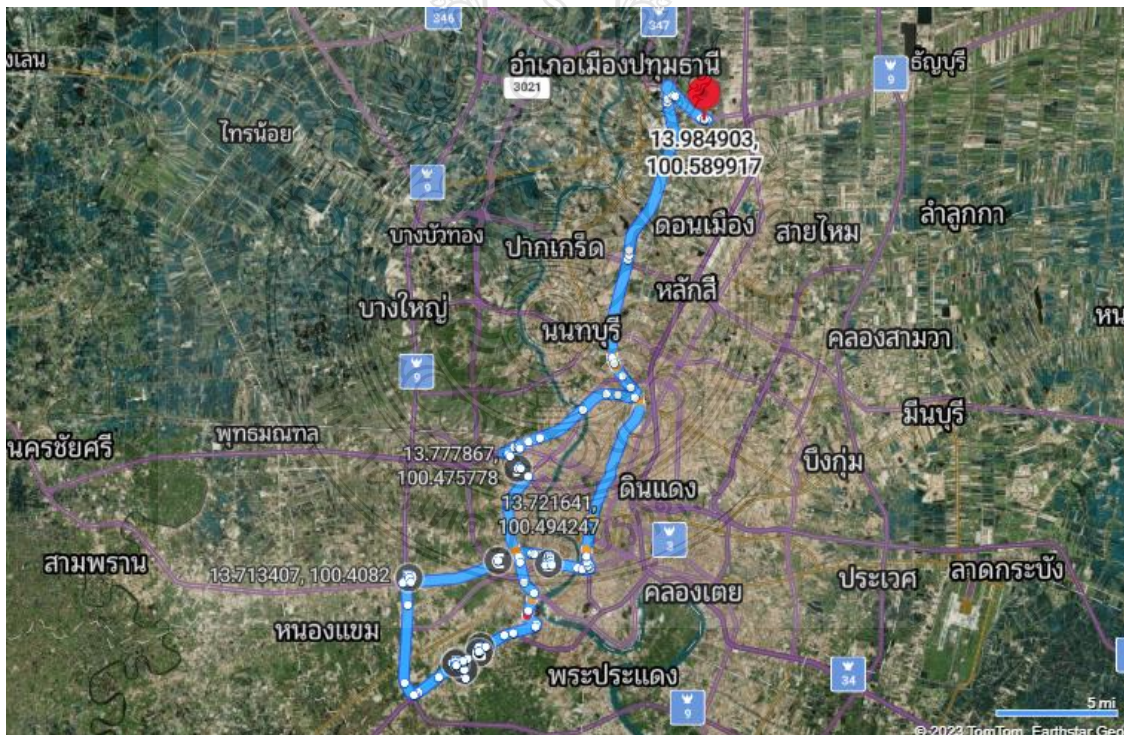 346
347
อำเภอเมืองปทุมธานี
งเลน
9
ธัญบุรี
3021
13.984903,
100.589917
ไทรน้อย
9
ลำลูกกา
ดอนเมือง
สายไหม
บางบัวทอง
ปากเกร็ด
หลักสี่
บางใหญ่
หน
นนทบุรี
คลองสามวา
9
มีนบุรี
พุทธมณฑล
นครชัยศรี
13.777867,
100.475778
บึงกุ่ม
ดินแดง
13.721641,
100.494247
3
สามพราน
13.713407, 100.4082
ประเวศ
ลาดกระบัง
คลองเตย
หนองแขม
พระประแดง
34
9
5 mi
© 2023 TomTom, Earthstar Geo